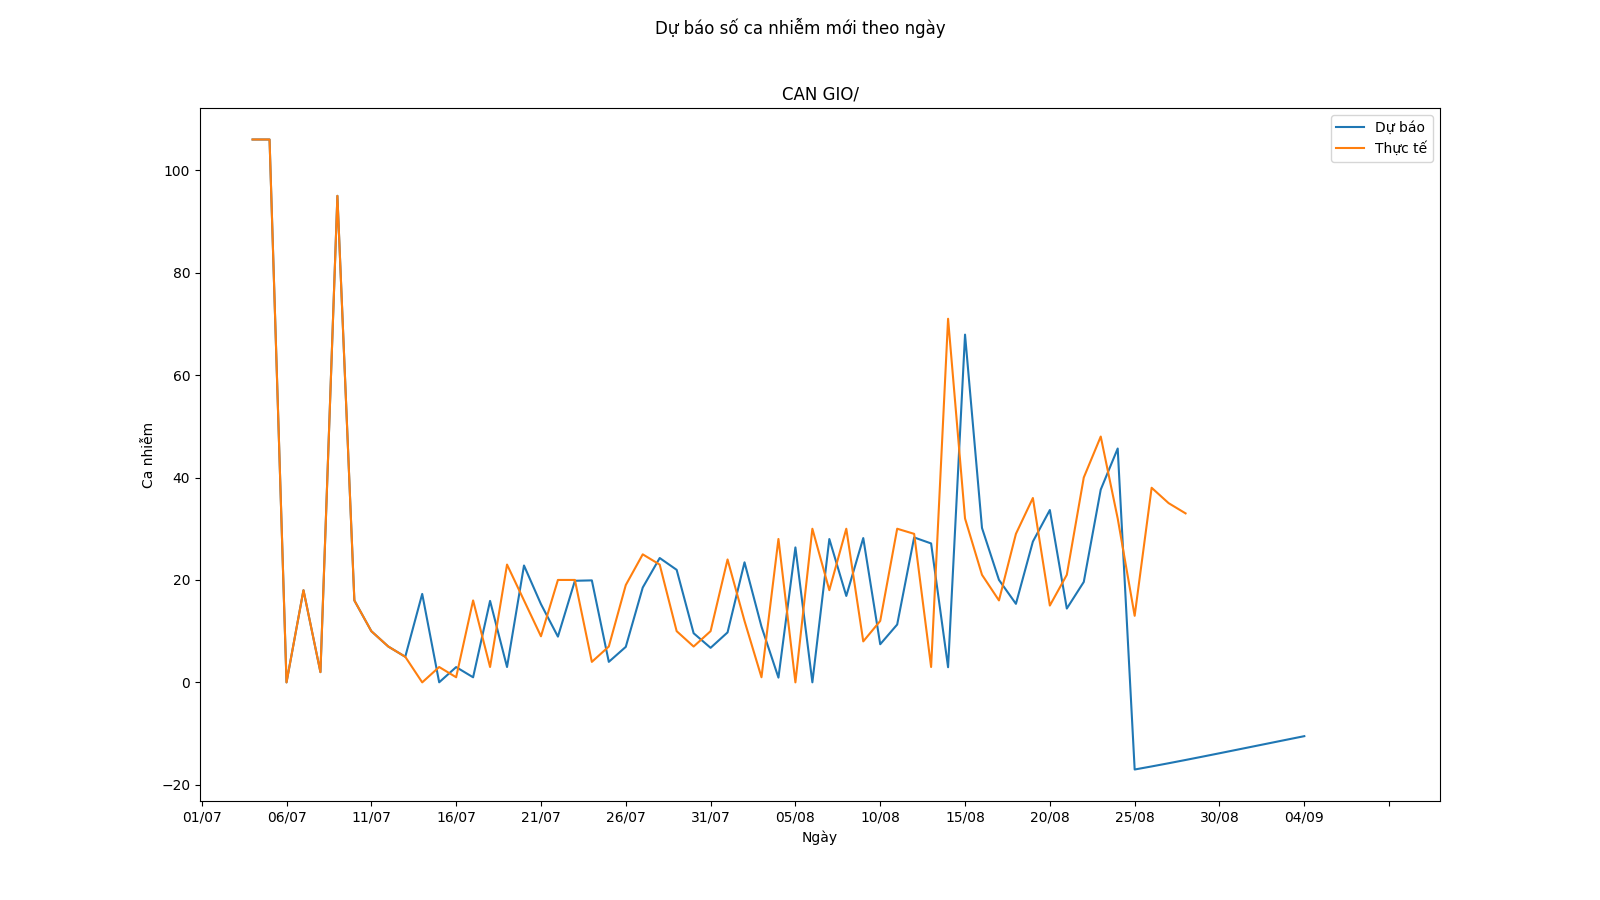 Dự báo số ca nhiễm mới theo ngày
CAN GIO/
Dự báo
Thực tế
100
80
60
40
20
0
−20
Ca nhiễm
01/07 06/07 11/07 16/07 21/07 26/07 31/07 05/08 10/08 15/08 20/08 25/08 30/08 04/09
Ngày